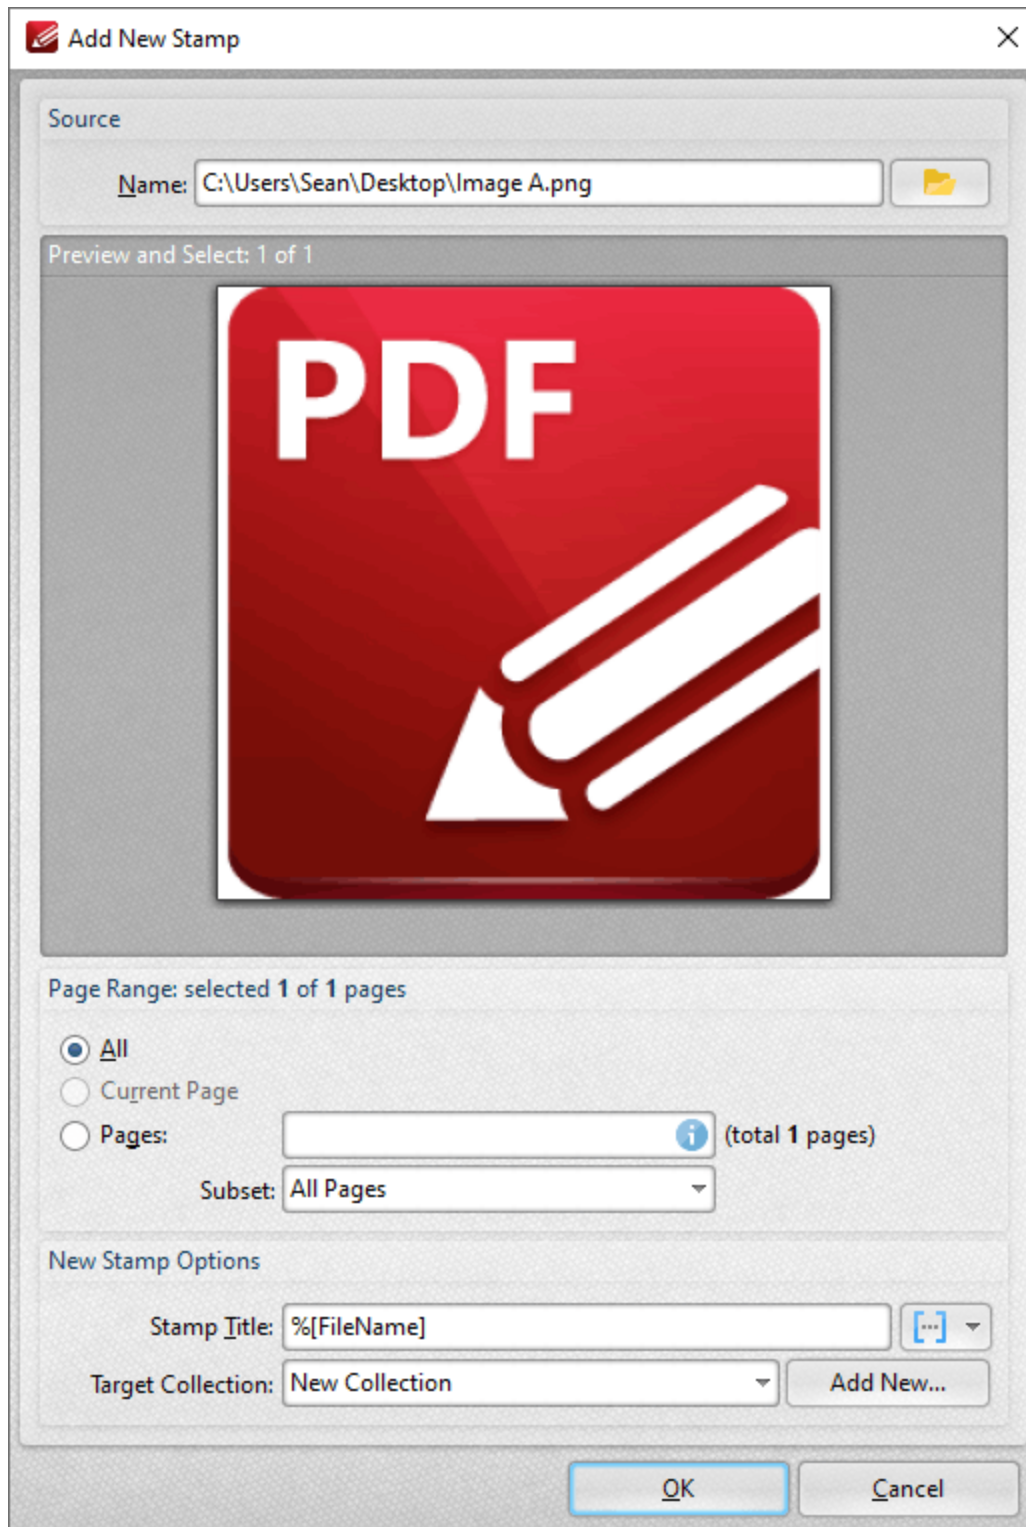 Add New Stamp
Source
Name: C:\Users\Sean\Desktop\Image A.png
Preview and Select: 1 of 1
PDF
Page Range: selected 1 of 1 pages
All
Current Page
Pages: (total 1 pages)
Subset: All Pages
New Stamp Options
Stamp Title: %[FileName]
Target Collection: New Collection Add New...
OK Cancel